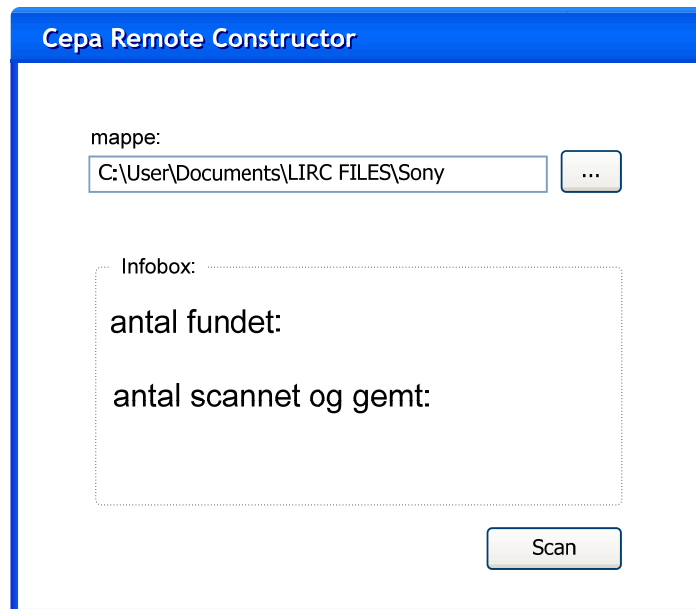 Cepa Remote Constructor
mappe:
C:\User\Documents\LIRC FILES\Sony
...
Infobox:
antal fundet:
antal scannet og gemt:
Scan